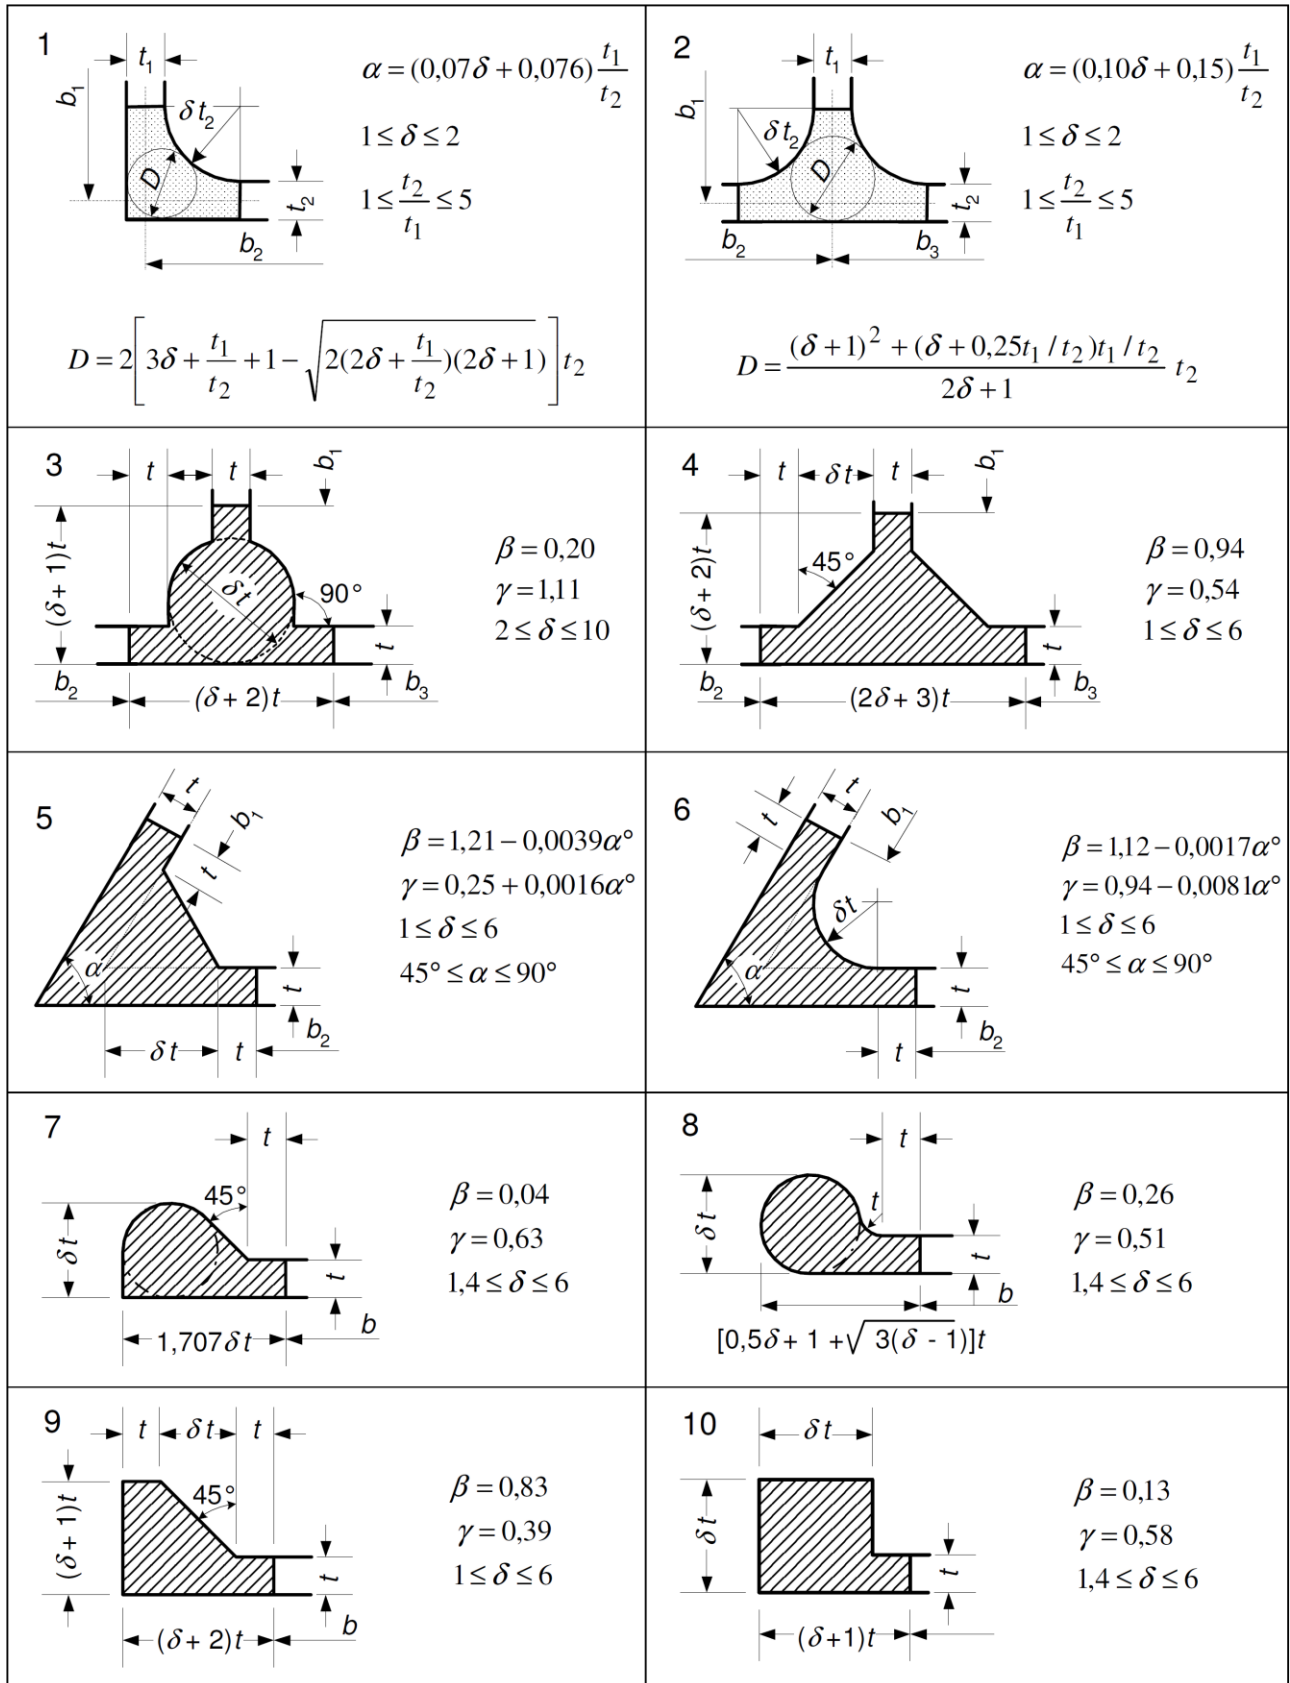 1
t₁
b₁
δt₂
D
t₂
b₂
α = (0,07δ + 0,076) t₁/t₂
1 ≤ δ ≤ 2
1 ≤ t₂/t₁ ≤ 5
D = 2[3δ + t₁/t₂ + 1 − √(2(2δ + t₁/t₂)(2δ + 1))]t₂
2
t₁
b₁
δt₂
D
t₂
b₂
b₃
α = (0,10δ + 0,15) t₁/t₂
1 ≤ δ ≤ 2
1 ≤ t₂/t₁ ≤ 5
D = ((δ + 1)² + (δ + 0,25t₁ / t₂)t₁ / t₂)/(2δ + 1) t₂
3
t
t
b₁
(δ + 1)t
δt
90°
t
b₂
(δ + 2)t
b₃
β = 0,20
γ = 1,11
2 ≤ δ ≤ 10
4
t
δt
t
b₁
(δ + 2)t
45°
t
b₂
(2δ + 3)t
b₃
β = 0,94
γ = 0,54
1 ≤ δ ≤ 6
5
t
b₁
t
α
t
δt
t
b₂
β = 1,21 − 0,0039α°
γ = 0,25 + 0,0016α°
1 ≤ δ ≤ 6
45° ≤ α ≤ 90°
6
t
t
b₁
δt
α
t
t
b₂
β = 1,12 − 0,0017α°
γ = 0,94 − 0,0081α°
1 ≤ δ ≤ 6
45° ≤ α ≤ 90°
7
t
45°
δt
t
b
1,707δt
β = 0,04
γ = 0,63
1,4 ≤ δ ≤ 6
8
t
t
δt
t
b
[0,5δ + 1 + √3(δ - 1)]t
β = 0,26
γ = 0,51
1,4 ≤ δ ≤ 6
9
t
δt
t
(δ + 1)t
45°
t
(δ + 2)t
b
β = 0,83
γ = 0,39
1 ≤ δ ≤ 6
10
δt
δt
t
(δ+1)t
β = 0,13
γ = 0,58
1,4 ≤ δ ≤ 6